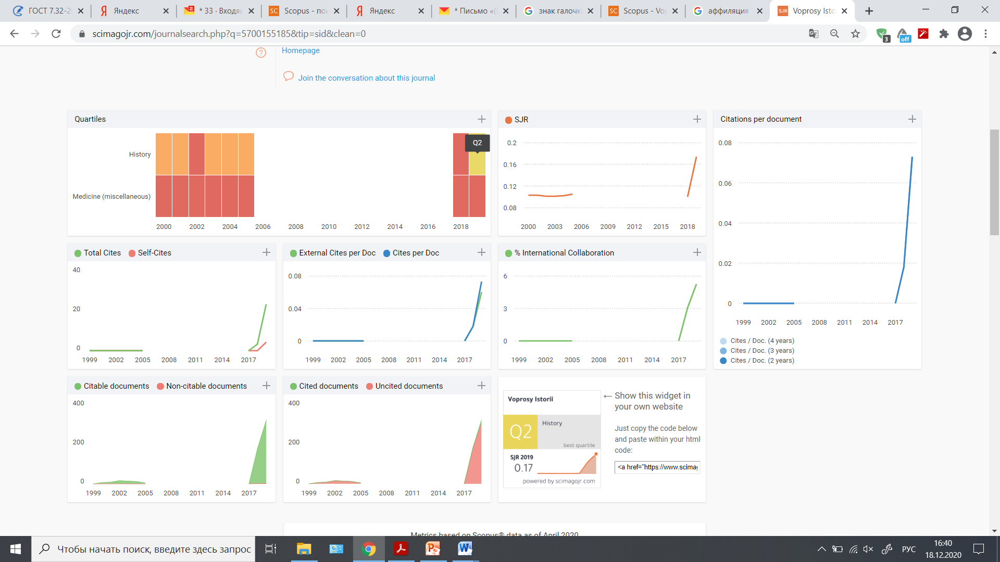 ГОСТ 7.32-2
Яндекс
* 33 · Входящ
Scopus - пои
Яндекс
* Письмо «(
знак галочк
Scopus - Vop
аффиляция
Voprosy Isto
scimagojr.com/journalsearch.php?q=5700155185&tip=sid&clean=0
3
off
?
Homepage
Join the conversation about this journal
Quartiles
Q2
History
Medicine (miscellaneous)
2000 2002 2004 2006 2008 2010 2012 2014 2016 2018
SJR
0.2
0.16
0.12
0.08
2000 2003 2006 2009 2012 2015 2018
Citations per document
0.08
0.06
0.04
0.02
0
1999 2002 2005 2008 2011 2014 2017
Cites / Doc. (4 years)
Cites / Doc. (3 years)
Cites / Doc. (2 years)
Total Cites Self-Cites
40
20
0
1999 2002 2005 2008 2011 2014 2017
External Cites per Doc Cites per Doc
0.08
0.04
0
1999 2002 2005 2008 2011 2014 2017
% International Collaboration
6
3
0
1999 2002 2005 2008 2011 2014 2017
Citable documents Non-citable documents
400
200
0
1999 2002 2005 2008 2011 2014 2017
Cited documents Uncited documents
400
200
0
1999 2002 2005 2008 2011 2014 2017
Voprosy Istorii
Q2
History
best quartile
SJR 2019
0.17
powered by scimagojr.com
← Show this widget in
your own website
Just copy the code below
and paste within your html
code:
<a href="https://www.scimag
Metrics based on Scopus® data as of April 2020
Чтобы начать поиск, введите здесь запрос
РУС
16:40
18.12.2020